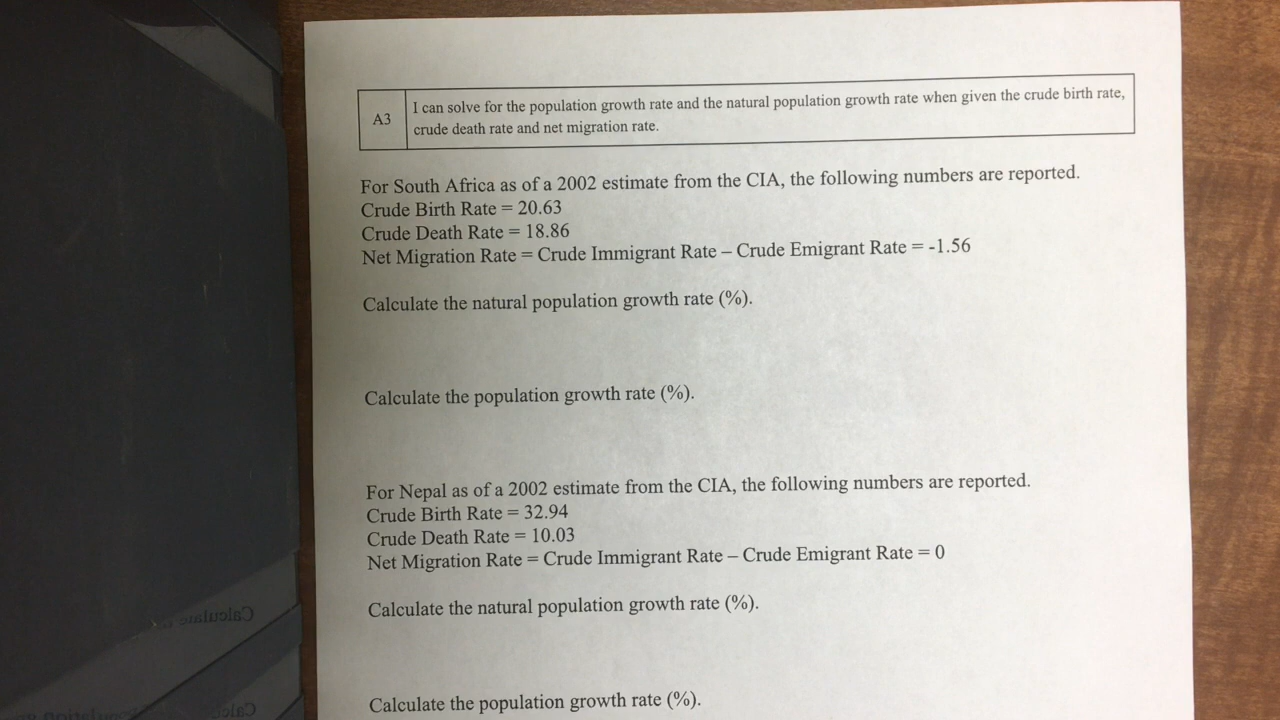 A3
I can solve for the population growth rate and the natural population growth rate when given the crude birth rate,
crude death rate and net migration rate.
For South Africa as of a 2002 estimate from the CIA, the following numbers are reported.
Crude Birth Rate = 20.63
Crude Death Rate = 18.86
Net Migration Rate = Crude Immigrant Rate – Crude Emigrant Rate = -1.56
Calculate the natural population growth rate (%).
Calculate the population growth rate (%).
For Nepal as of a 2002 estimate from the CIA, the following numbers are reported.
Crude Birth Rate = 32.94
Crude Death Rate = 10.03
Net Migration Rate = Crude Immigrant Rate – Crude Emigrant Rate = 0
Calculate the natural population growth rate (%).
Calculate the population growth rate (%).
Calculate